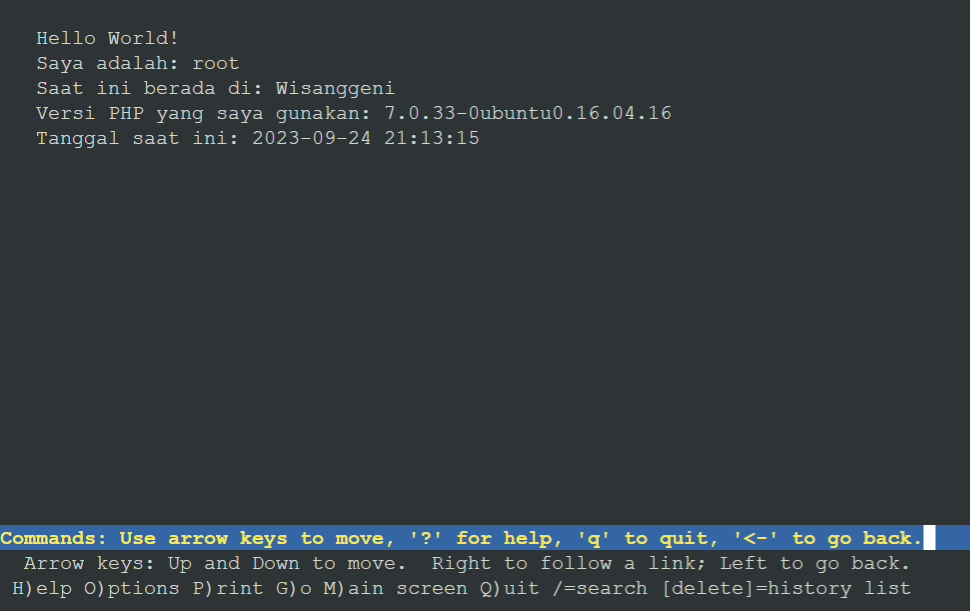 Hello World!
Saya adalah: root
Saat ini berada di: Wisanggeni
Versi PHP yang saya gunakan: 7.0.33-0ubuntu0.16.04.16
Tanggal saat ini: 2023-09-24 21:13:15
Commands: Use arrow keys to move, '?' for help, 'q' to quit, '<-' to go back.
Arrow keys: Up and Down to move.  Right to follow a link; Left to go back.
H)elp O)ptions P)rint G)o M)ain screen Q)uit /=search [delete]=history list